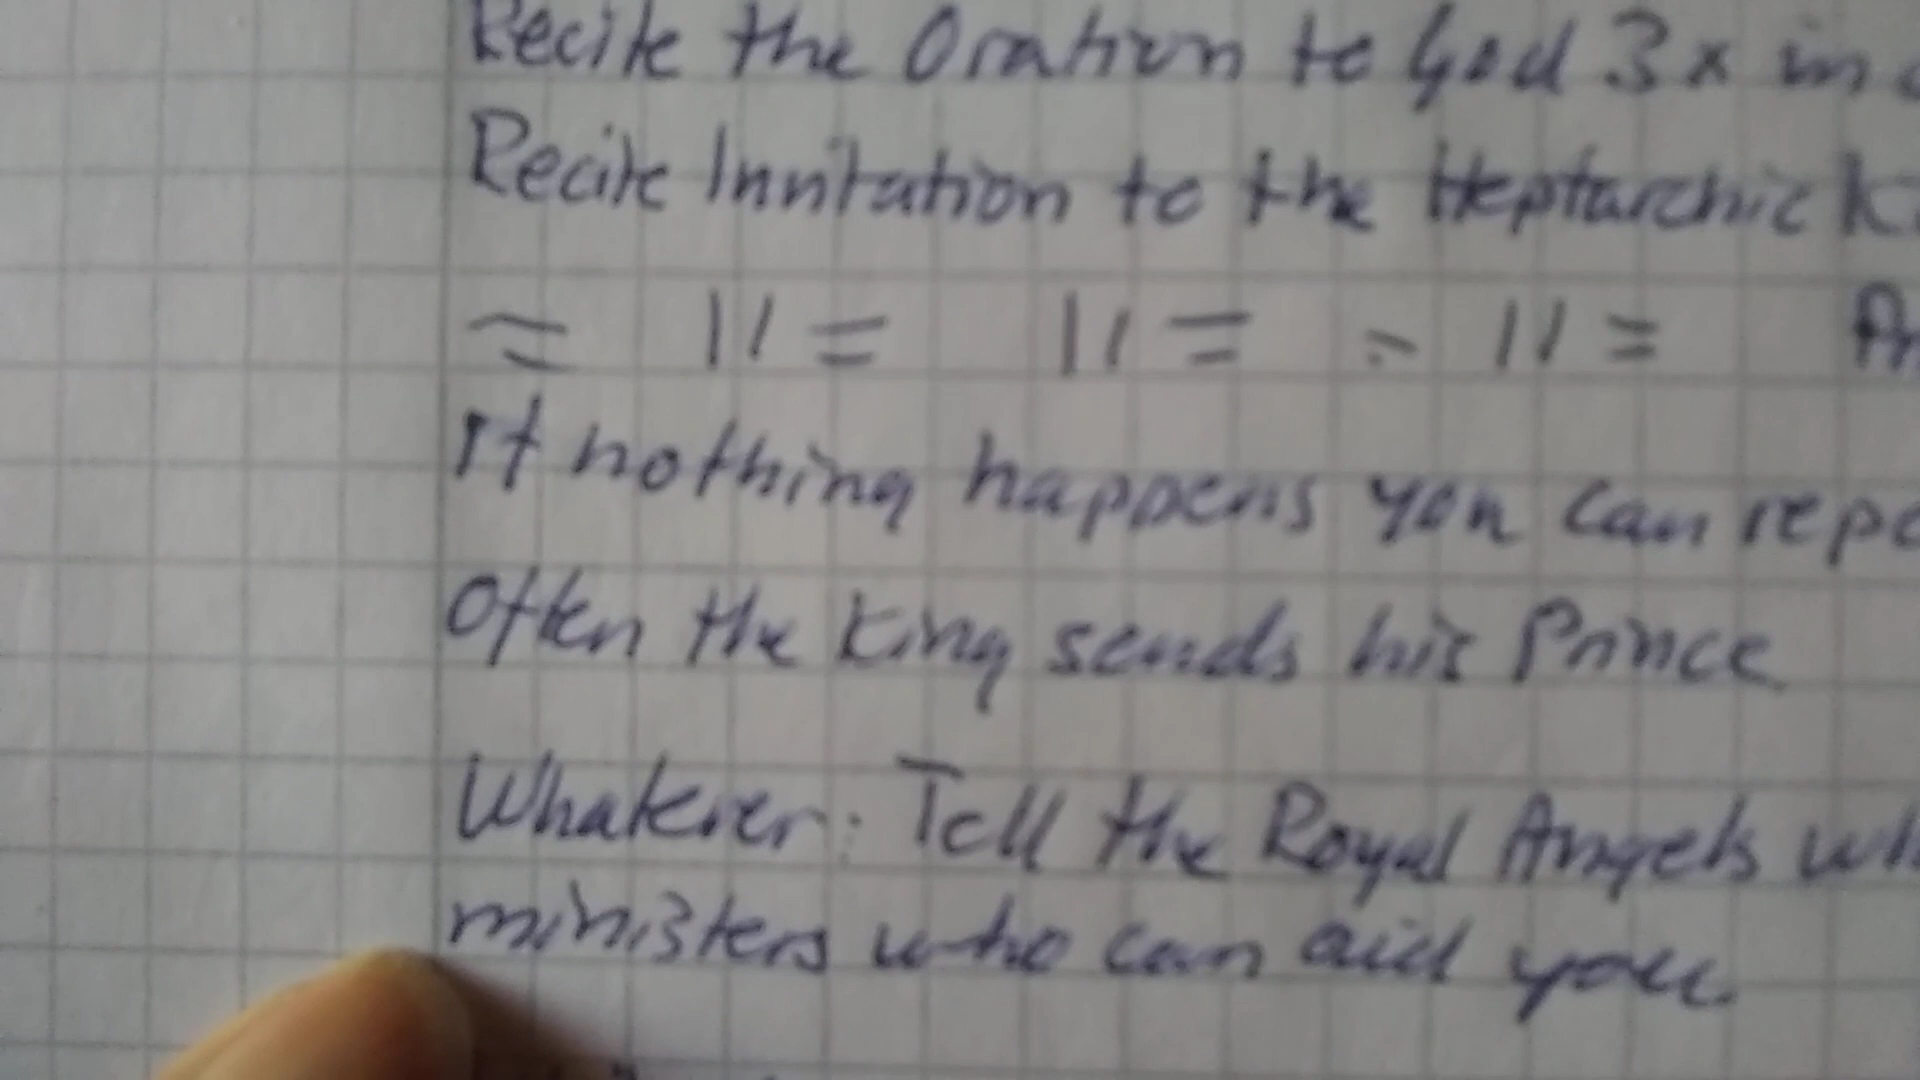 Recite the Oration to God 3x in
Recite Invitation to the Heptarchic
= 11 = 11 = - 11 =
If nothing happens you can
Often the King sends his Prince
Whatever: Tell the Royal Angels
ministers who can aid you